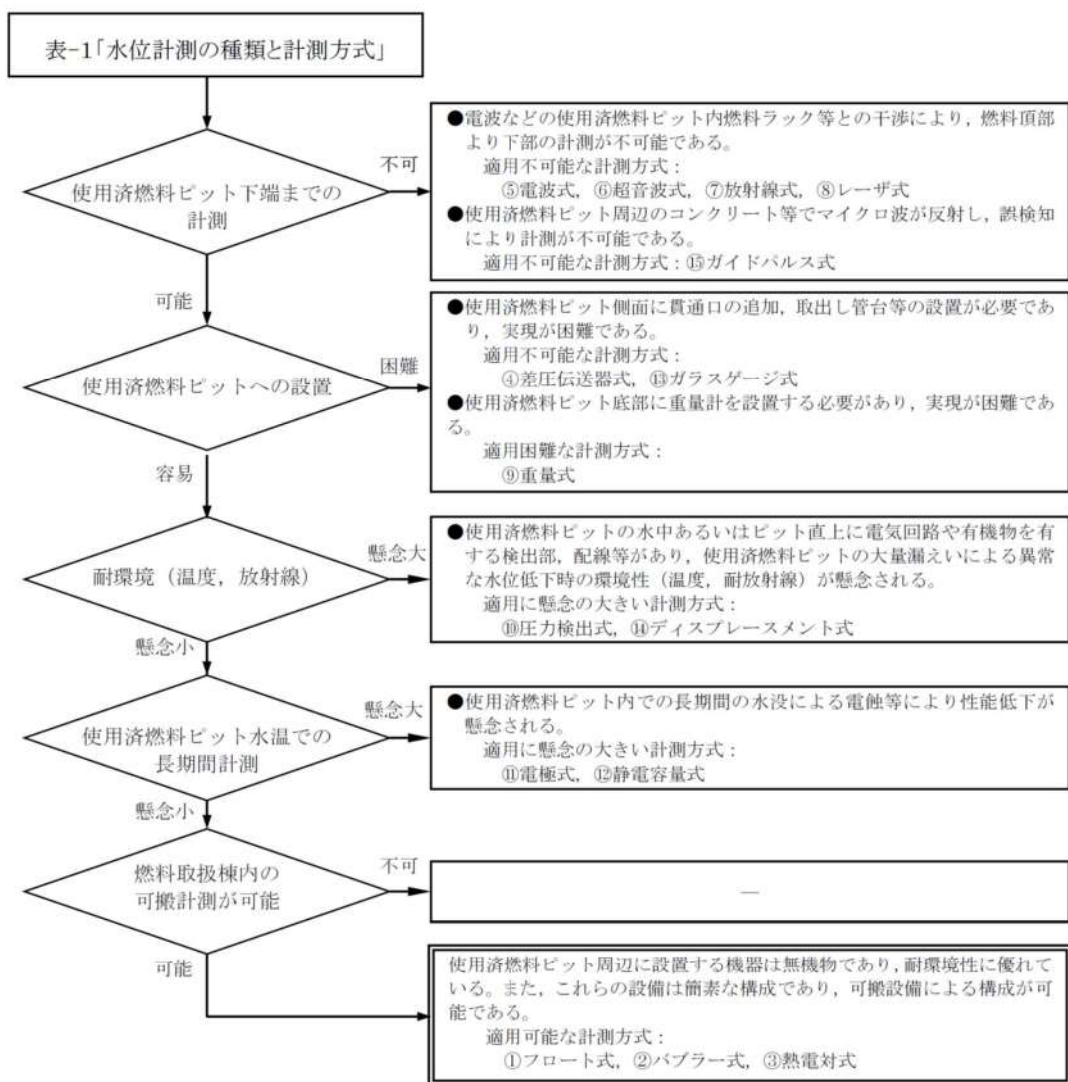 表-1「水位計測の種類と計測方式」
使用済燃料ピット下端までの
計測
不可
●電波などの使用済燃料ピット内燃料ラック等との干渉により，燃料頂部
より下部の計測が不可能である。
適用不可能な計測方式：
⑤電波式，⑥超音波式，⑦放射線式，⑧レーザ式
●使用済燃料ピット周辺のコンクリート等でマイクロ波が反射し，誤検知
により計測が不可能である。
適用不可能な計測方式：⑮ガイドパルス式
可能
使用済燃料ピットへの設置
困難
●使用済燃料ピット側面に貫通口の追加，取出し管台等の設置が必要であ
り，実現が困難である。
適用不可能な計測方式：
④差圧伝送器式，⑬ガラスゲージ式
●使用済燃料ピット底部に重量計を設置する必要があり，実現が困難であ
る。
適用困難な計測方式：
⑨重量式
容易
耐環境（温度，放射線）
懸念大
●使用済燃料ピットの水中あるいはピット直上に電気回路や有機物を有
する検出部，配線等があり，使用済燃料ピットの大量漏えいによる異常
な水位低下時の環境性（温度，耐放射線）が懸念される。
適用に懸念の大きい計測方式：
⑩圧力検出式，⑭ディスプレースメント式
懸念小
使用済燃料ピット水温での
長期間計測
懸念大
●使用済燃料ピット内での長期間の水没による電蝕等により性能低下が
懸念される。
適用に懸念の大きい計測方式：
⑪電極式，⑫静電容量式
懸念小
燃料取扱棟内の
可搬計測が可能
不可
―
可能
使用済燃料ピット周辺に設置する機器は無機物であり，耐環境性に優れて
いる。また，これらの設備は簡素な構成であり，可搬設備による構成が可
能である。
適用可能な計測方式：
①フロート式，②バブラー式，③熱電対式